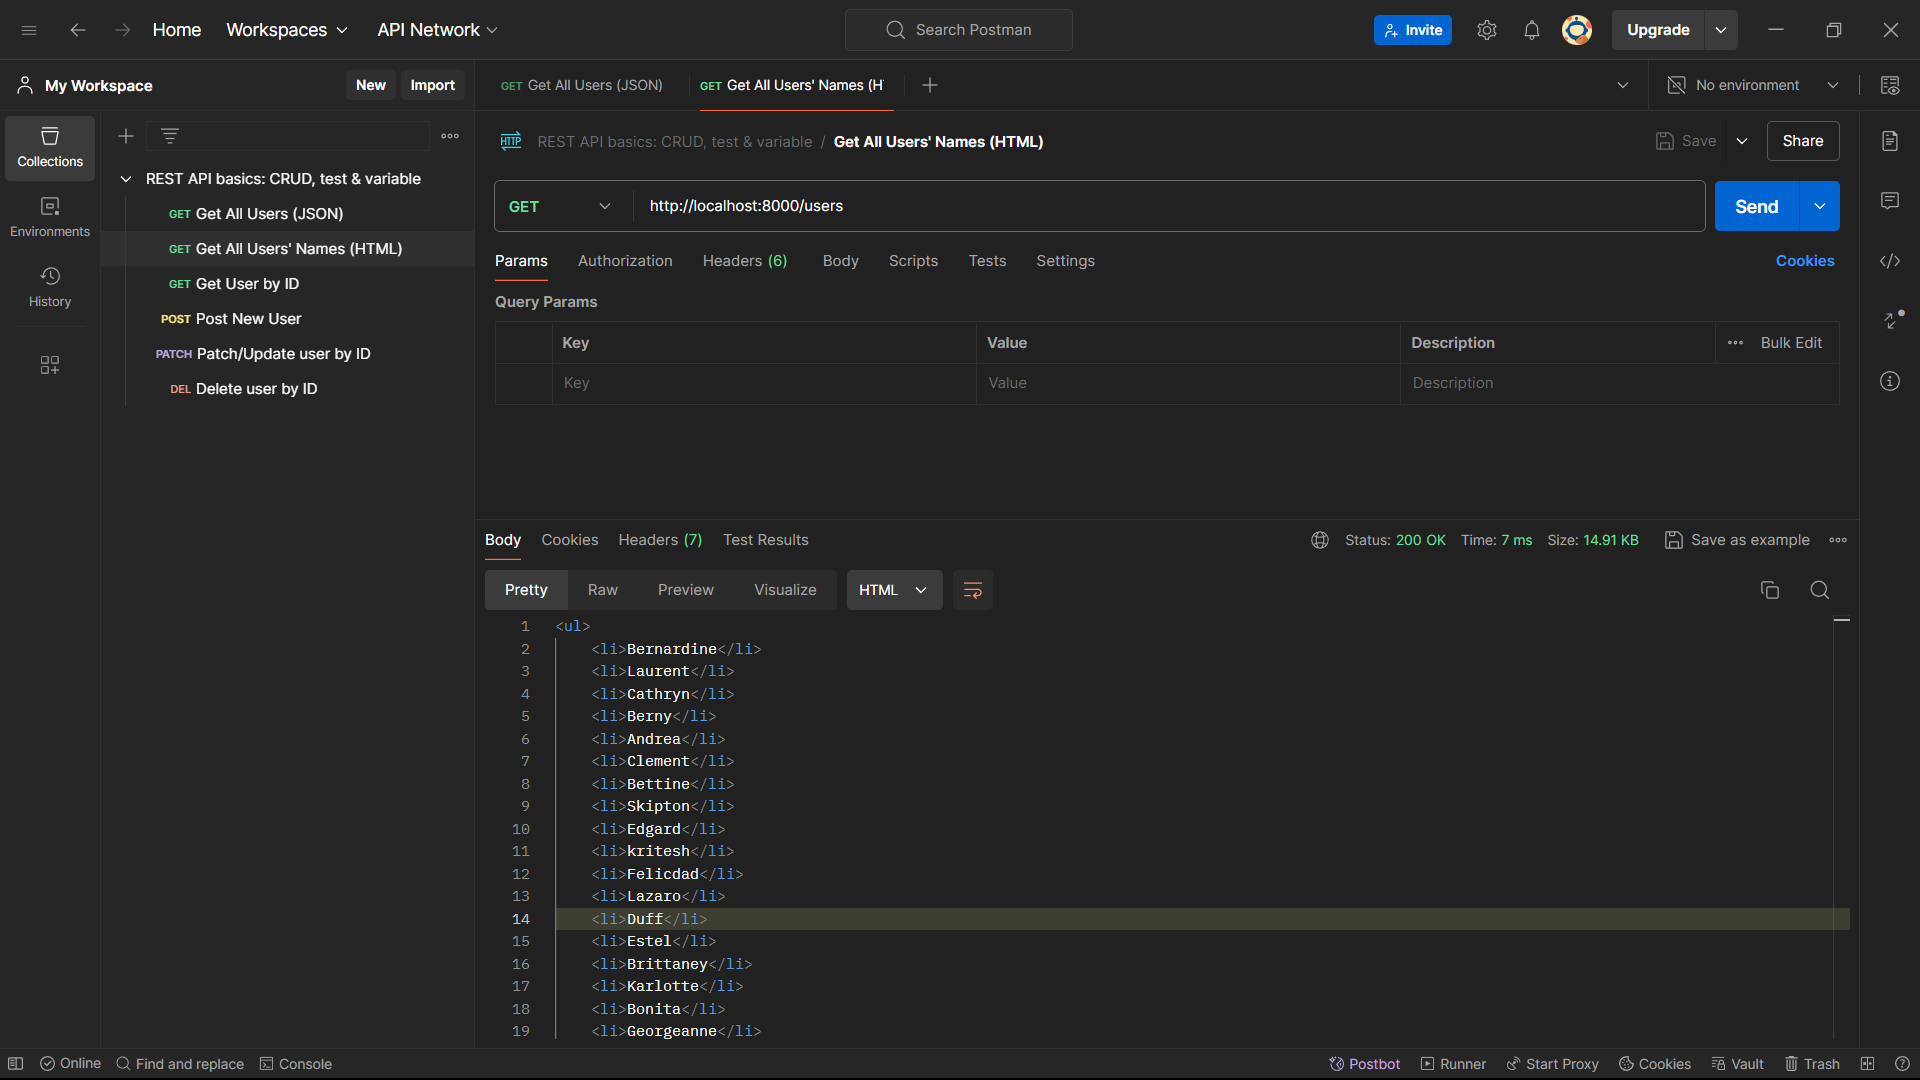 Home Workspaces API Network Search Postman Invite Upgrade
My Workspace New Import GET Get All Users (JSON) GET Get All Users' Names (H No environment
Collections
Environments
History
REST API basics: CRUD, test & variable
GET Get All Users (JSON)
GET Get All Users' Names (HTML)
GET Get User by ID
POST Post New User
PATCH Patch/Update user by ID
DEL Delete user by ID
HTTP REST API basics: CRUD, test & variable / Get All Users' Names (HTML) Save Share
GET http://localhost:8000/users Send
Params Authorization Headers (6) Body Scripts Tests Settings Cookies
Query Params
Key Value Description Bulk Edit
Key Value Description
Body Cookies Headers (7) Test Results Status: 200 OK Time: 7 ms Size: 14.91 KB Save as example
Pretty Raw Preview Visualize HTML
1 <ul>
2 <li>Bernardine</li>
3 <li>Laurent</li>
4 <li>Cathryn</li>
5 <li>Berny</li>
6 <li>Andrea</li>
7 <li>Clement</li>
8 <li>Bettine</li>
9 <li>Skipton</li>
10 <li>Edgard</li>
11 <li>kritesh</li>
12 <li>Felicdad</li>
13 <li>Lazaro</li>
14 <li>Duff</li>
15 <li>Estel</li>
16 <li>Brittaney</li>
17 <li>Karlotte</li>
18 <li>Bonita</li>
19 <li>Georgeanne</li>
Online Find and replace Console Postbot Runner Start Proxy Cookies Vault Trash